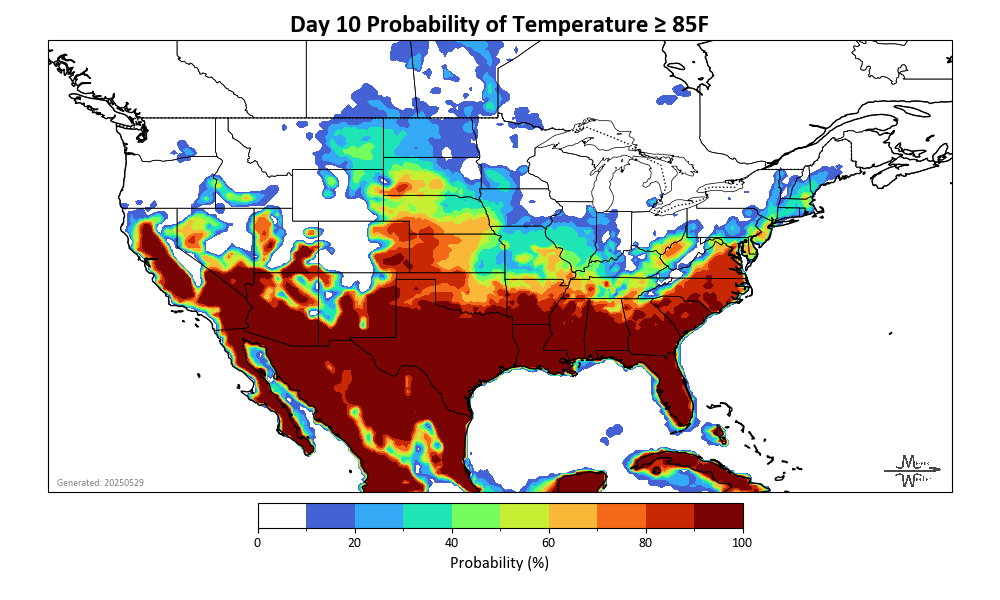 Day 10 Probability of Temperature ≥ 85F
Generated: 20250529
0 20 40 60 80 100
Probability (%)